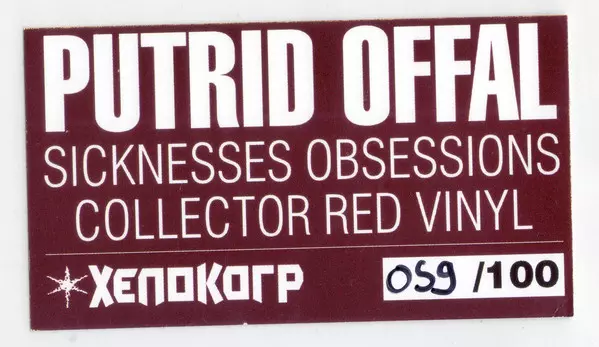 PUTRID OFFAL
SICKNESSES OBSESSIONS
COLLECTOR RED VINYL
XENOKORP 059 /100